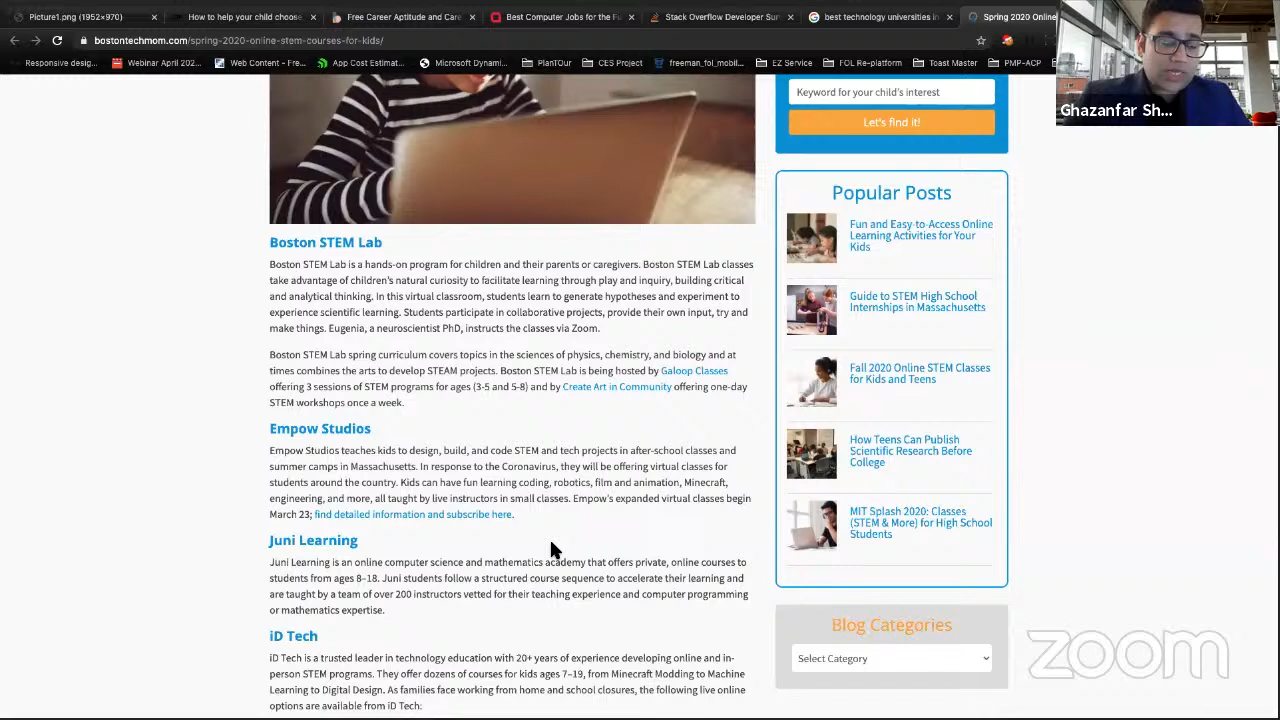 Picture1.png (1952×970)
How to help your child choose
Free Career Aptitude and Care
Best Computer Jobs for the Fu
Stack Overflow Developer Sur
best technology universities in
Spring 2020 Online
bostontechmom.com/spring-2020-online-stem-courses-for-kids/
Responsive desig...
Webinar April 202...
Web Content - Fre...
App Cost Estimat...
Microsoft Dynami...
PlanTOur
CES Project
freeman_fol_mobil...
EZ Service
FOL Re-platform
Toast Master
PMP-ACP
Ghazanfar Sh...
Keyword for your child's interest
Let's find it!
Boston STEM Lab
Boston STEM Lab is a hands-on program for children and their parents or caregivers. Boston STEM Lab classes
take advantage of children's natural curiosity to facilitate learning through play and inquiry, building critical
and analytical thinking. In this virtual classroom, students learn to generate hypotheses and experiment to
experience scientific learning. Students participate in collaborative projects, provide their own input, try and
make things. Eugenia, a neuroscientist PhD, instructs the classes via Zoom.
Boston STEM Lab spring curriculum covers topics in the sciences of physics, chemistry, and biology and at
times combines the arts to develop STEAM projects. Boston STEM Lab is being hosted by Galoop Classes
offering 3 sessions of STEM programs for ages (3-5 and 5-8) and by Create Art in Community offering one-day
STEM workshops once a week.
Empow Studios
Empow Studios teaches kids to design, build, and code STEM and tech projects in after-school classes and
summer camps in Massachusetts. In response to the Coronavirus, they will be offering virtual classes for
students around the country. Kids can have fun learning coding, robotics, film and animation, Minecraft,
engineering, and more, all taught by live instructors in small classes. Empow's expanded virtual classes begin
March 23; find detailed information and subscribe here.
Juni Learning
Juni Learning is an online computer science and mathematics academy that offers private, online courses to
students from ages 8–18. Juni students follow a structured course sequence to accelerate their learning and
are taught by a team of over 200 instructors vetted for their teaching experience and computer programming
or mathematics expertise.
iD Tech
iD Tech is a trusted leader in technology education with 20+ years of experience developing online and in-
person STEM programs. They offer dozens of courses for kids ages 7–19, from Minecraft Modding to Machine
Learning to Digital Design. As families face working from home and school closures, the following live online
options are available from iD Tech:
Popular Posts
Fun and Easy-to-Access Online
Learning Activities for Your
Kids
Guide to STEM High School
Internships in Massachusetts
Fall 2020 Online STEM Classes
for Kids and Teens
How Teens Can Publish
Scientific Research Before
College
MIT Splash 2020: Classes
(STEM & More) for High School
Students
Blog Categories
Select Category
zoom